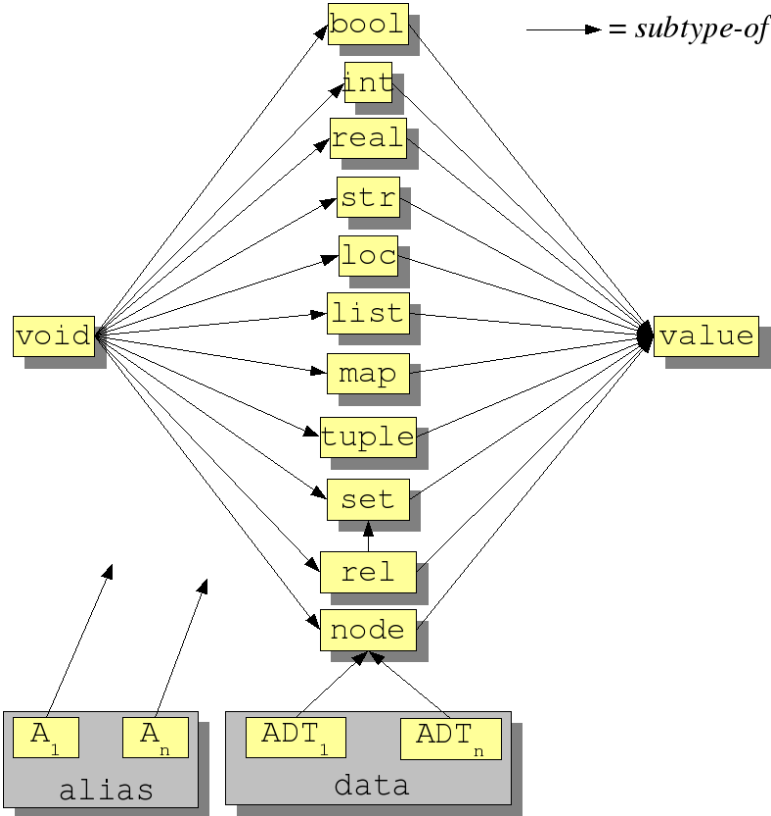 bool
= subtype-of
int
real
str
loc
list
void
value
map
tuple
set
rel
node
A1
An
ADT1
ADTn
alias
data